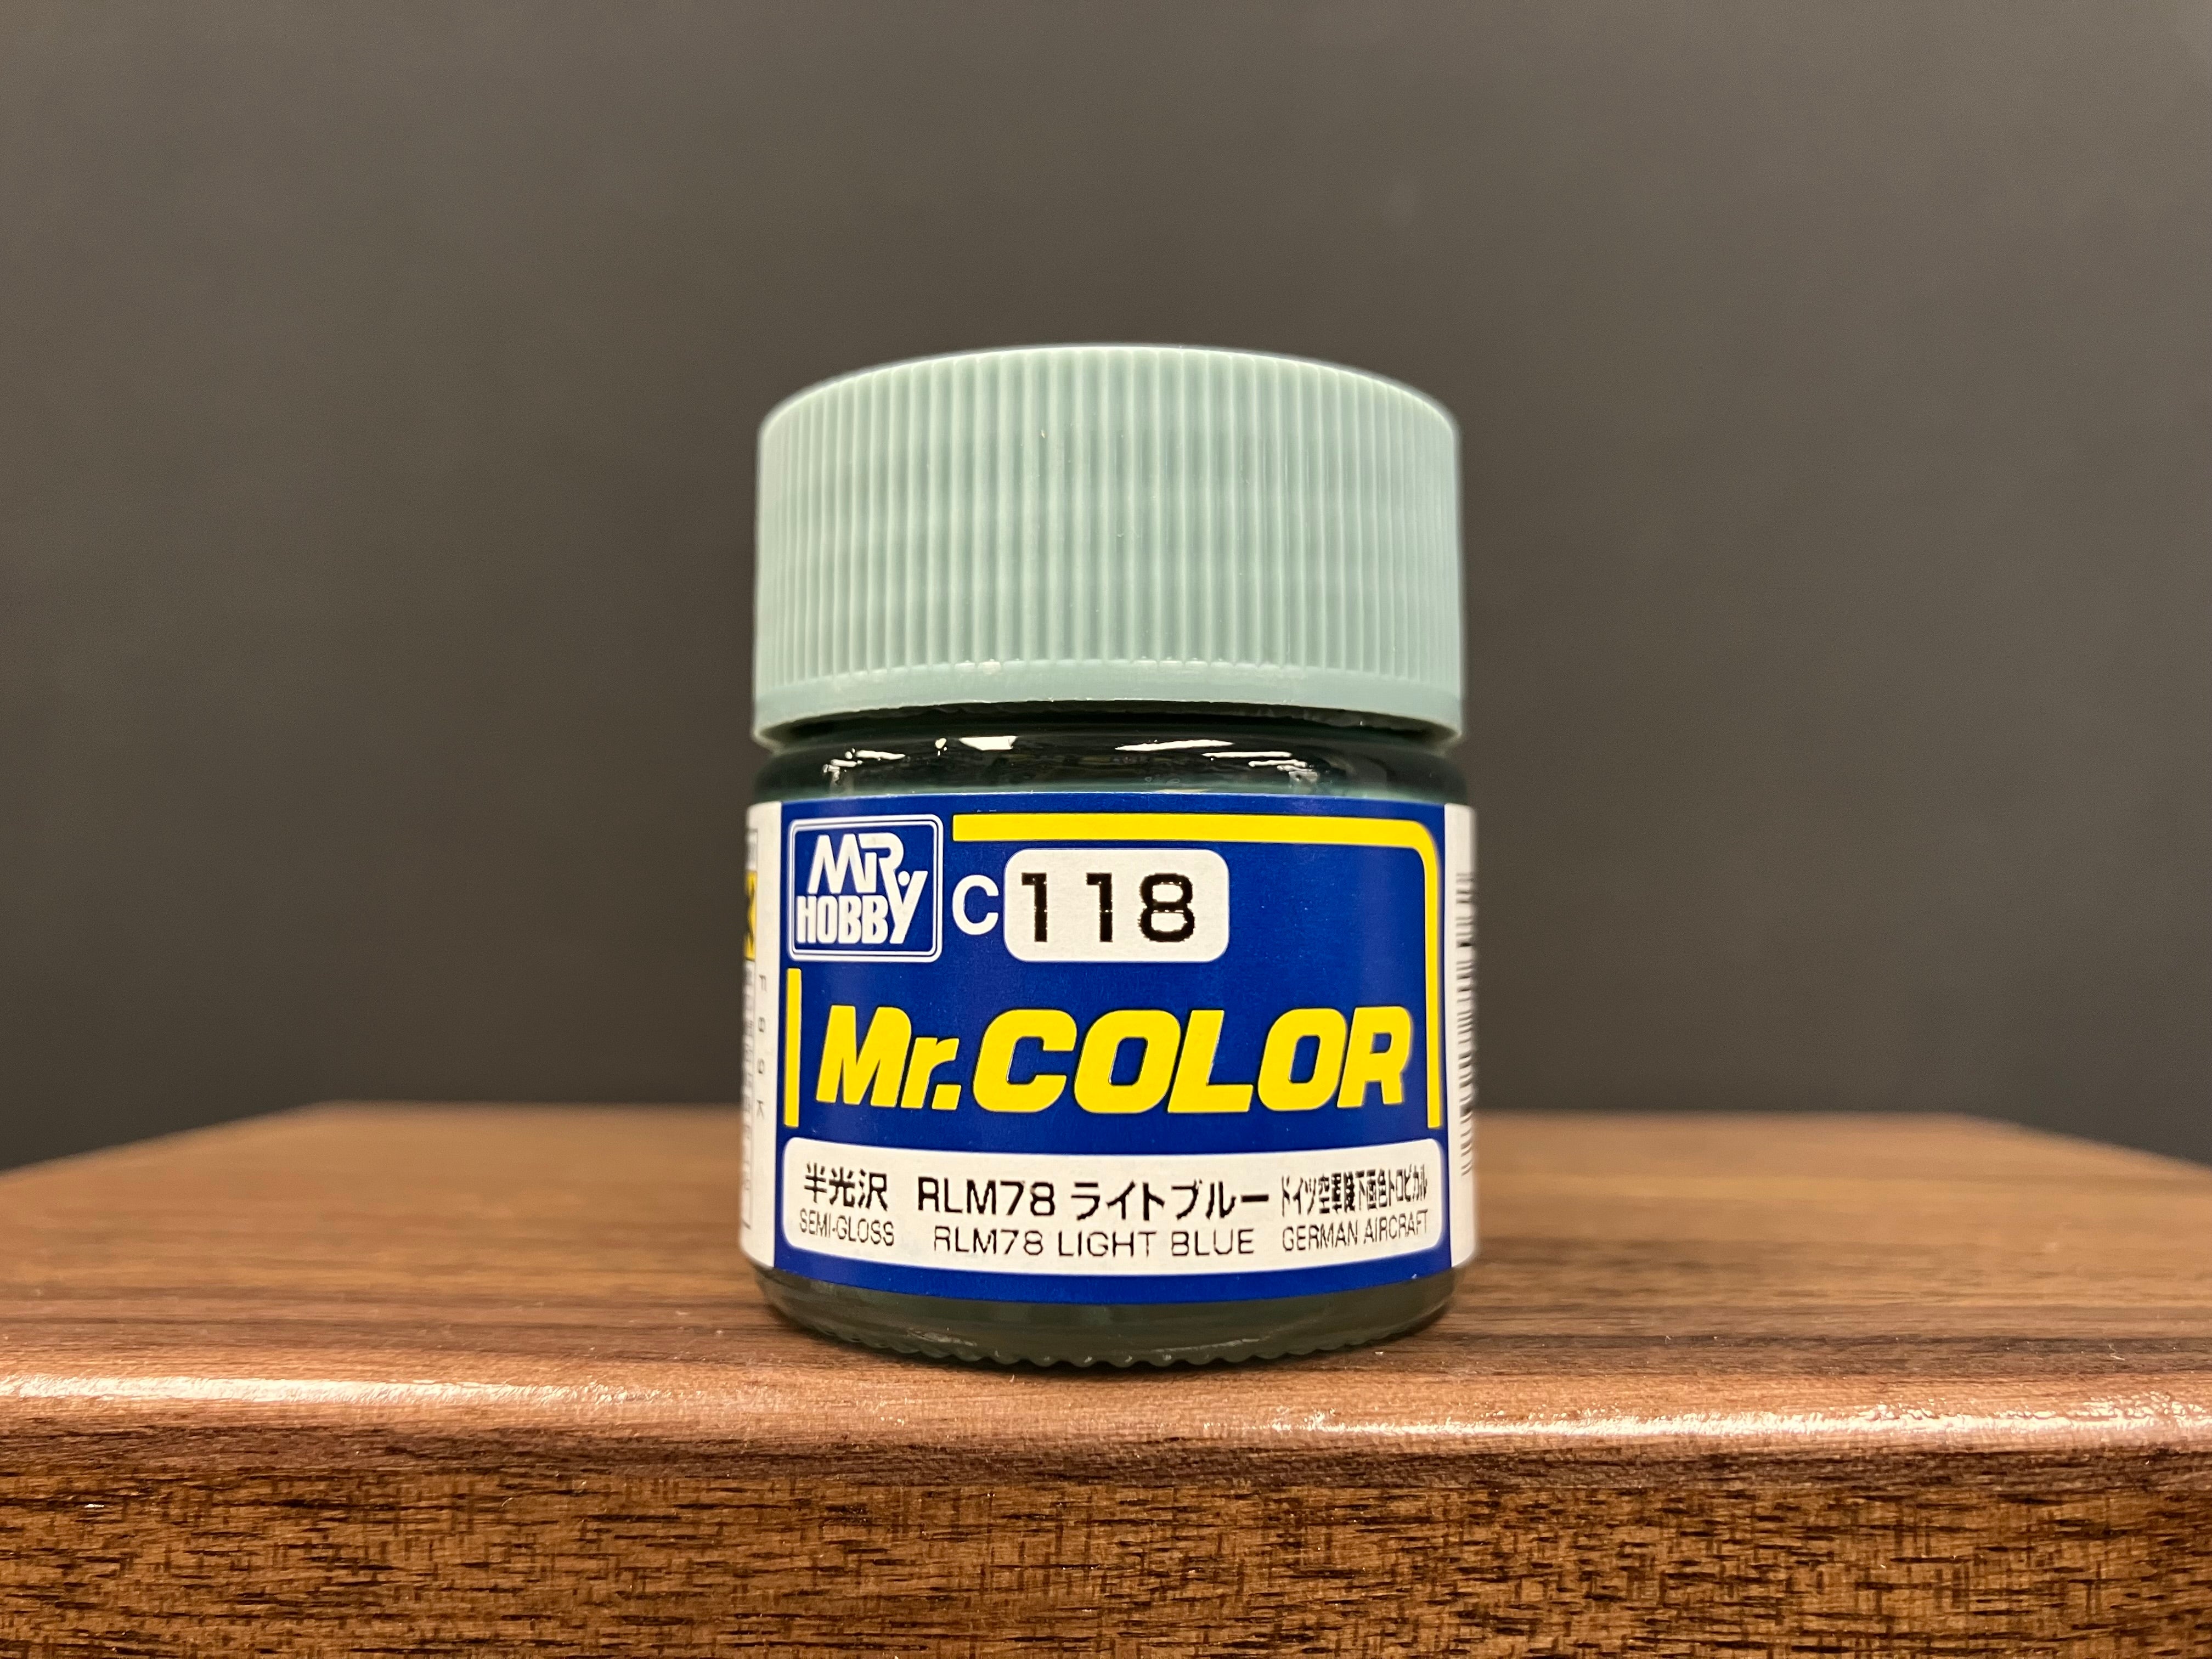 MR.
HOBBY
C118
Mr.COLOR
半光沢 RLM78 ライトブルー ドイツ空軍機下面色トロピカル
SEMI-GLOSS RLM78 LIGHT BLUE GERMAN AIRCRAFT